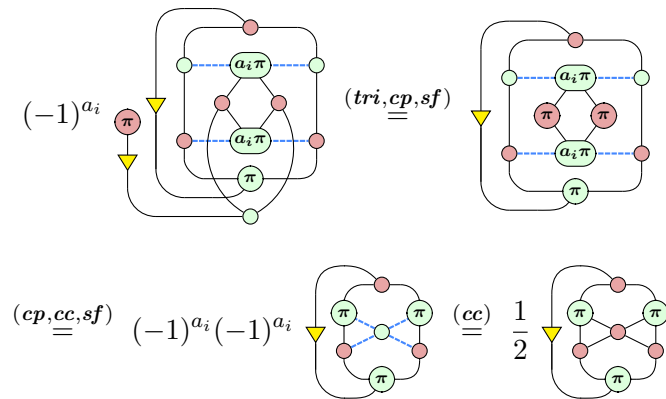 (-1)^{a_i} π a_iπ a_iπ π (tri,cp,sf) = a_iπ π π a_iπ π
(cp,cc,sf) = (-1)^{a_i}(-1)^{a_i} π π π (cc) = 1/2 π π π